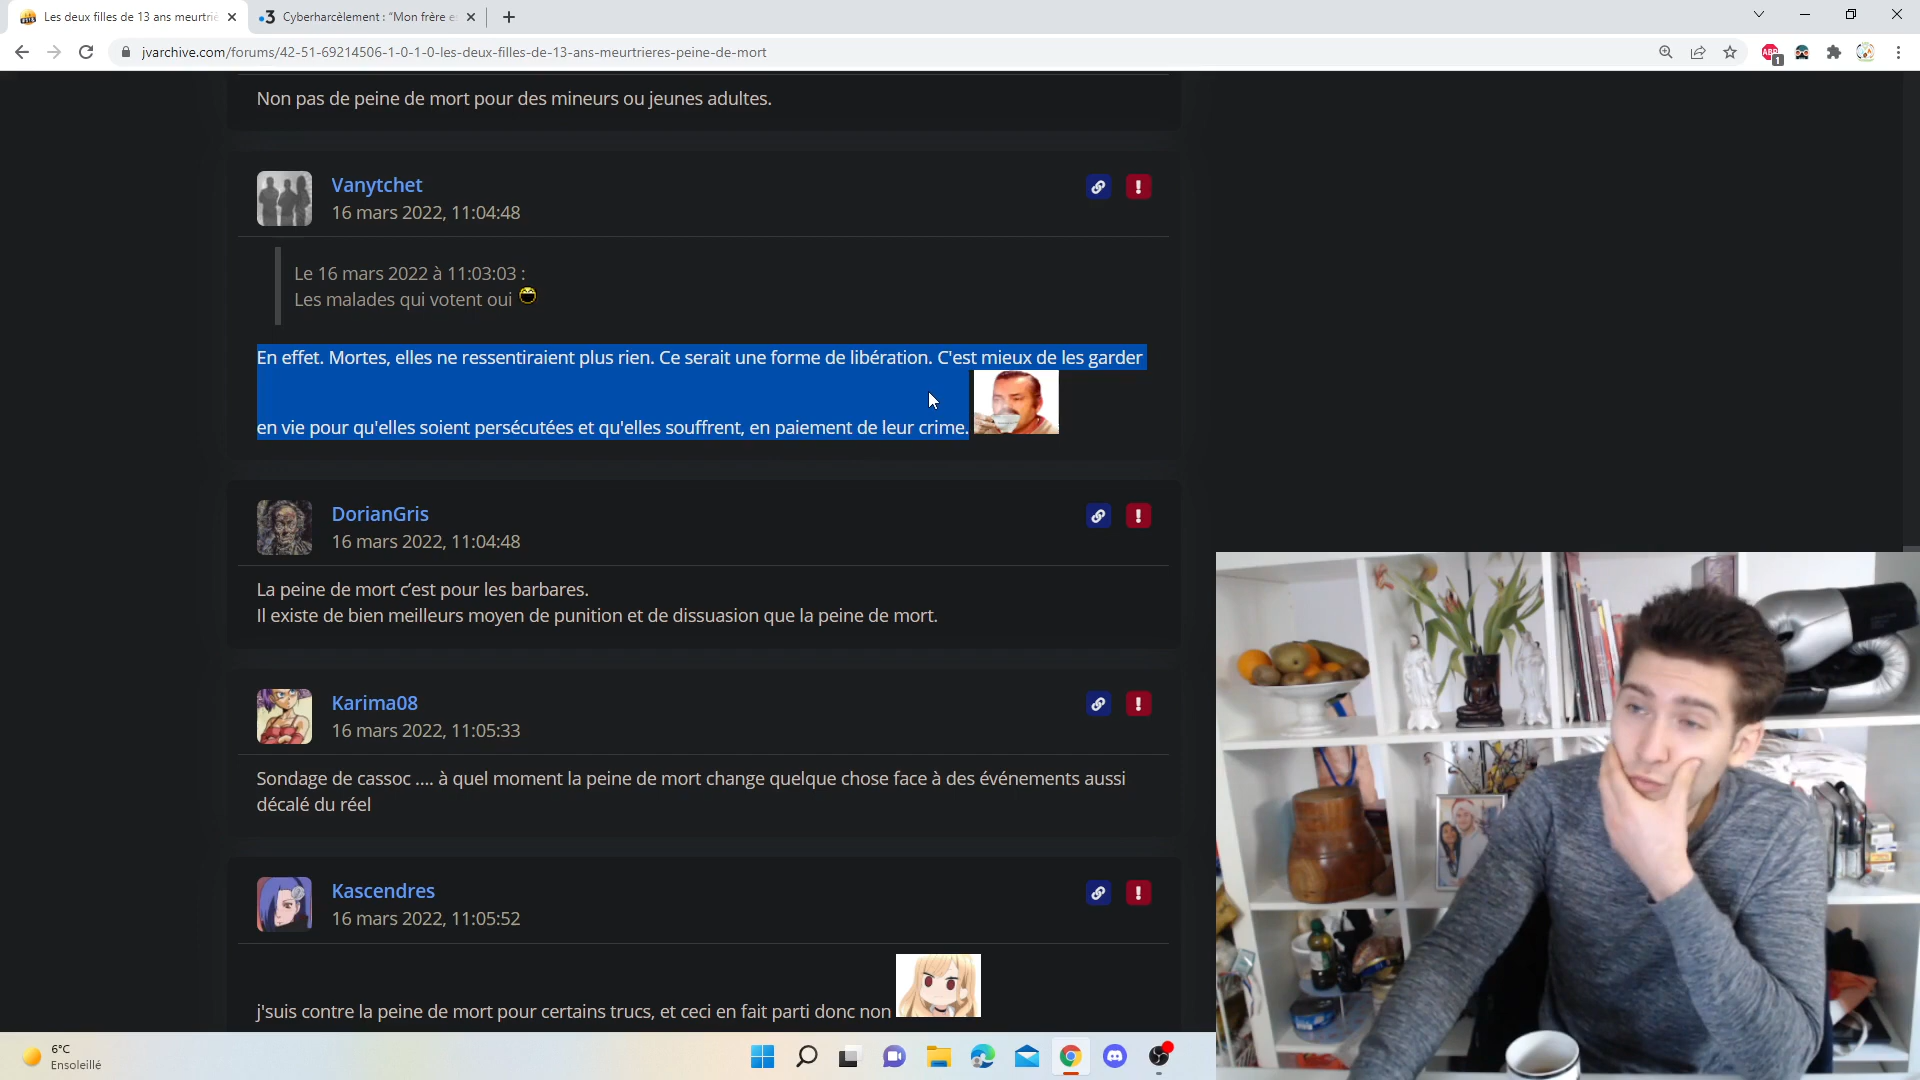 Les deux filles de 13 ans meurtriè
Cyberharcèlement : “Mon frère e
jvarchive.com/forums/42-51-69214506-1-0-1-0-les-deux-filles-de-13-ans-meurtrieres-peine-de-mort
ABP
1
Non pas de peine de mort pour des mineurs ou jeunes adultes.
Vanytchet
16 mars 2022, 11:04:48
Le 16 mars 2022 à 11:03:03 :
Les malades qui votent oui
En effet. Mortes, elles ne ressentiraient plus rien. Ce serait une forme de libération. C'est mieux de les garder
en vie pour qu'elles soient persécutées et qu'elles souffrent, en paiement de leur crime.
DorianGris
16 mars 2022, 11:04:48
La peine de mort c’est pour les barbares.
Il existe de bien meilleurs moyen de punition et de dissuasion que la peine de mort.
Karima08
16 mars 2022, 11:05:33
Sondage de cassoc .... à quel moment la peine de mort change quelque chose face à des événements aussi
décalé du réel
Kascendres
16 mars 2022, 11:05:52
j'suis contre la peine de mort pour certains trucs, et ceci en fait parti donc non
6°C
Ensoleillé